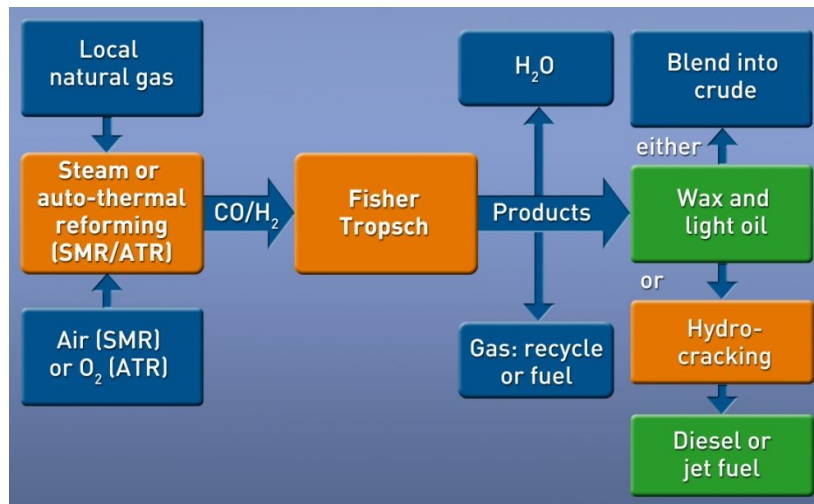 Local
natural gas
Steam or
auto-thermal
reforming
(SMR/ATR)
Air (SMR)
or O₂ (ATR)
CO/H₂
Fisher
Tropsch
Products
H₂O
Gas: recycle
or fuel
Blend into
crude
either
Wax and
light oil
or
Hydro-
cracking
Diesel or
jet fuel